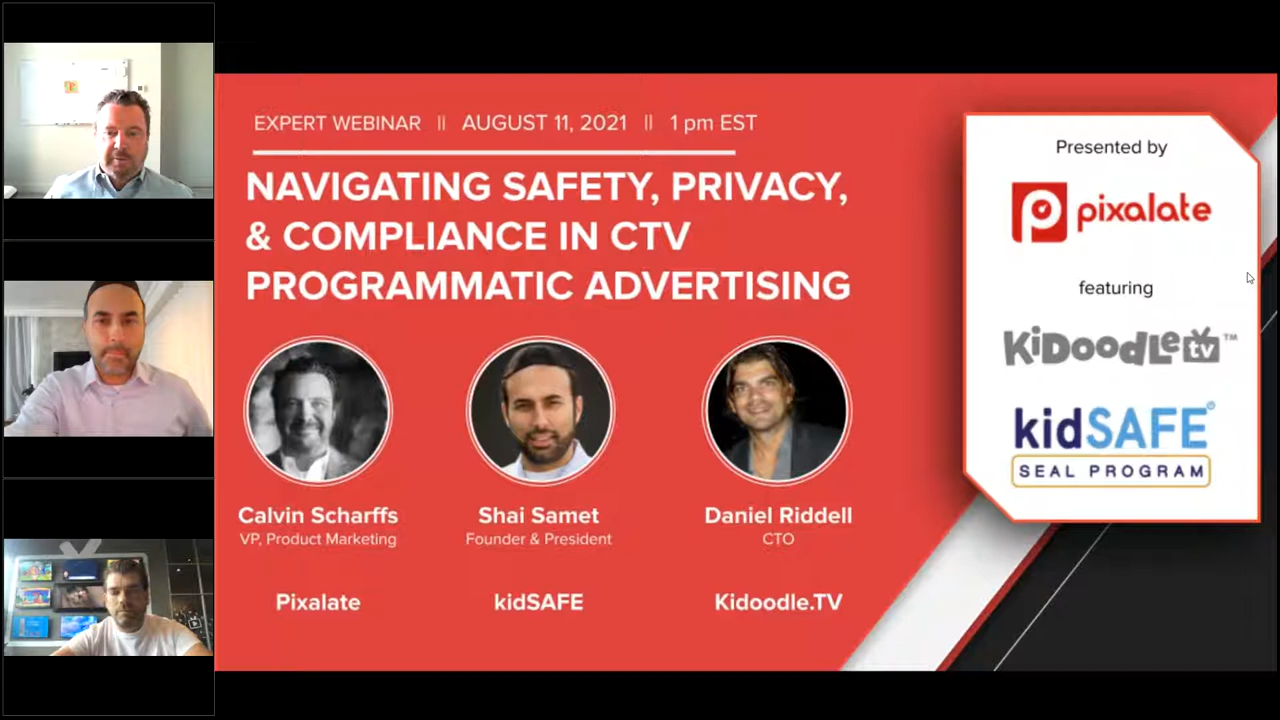 EXPERT WEBINAR || AUGUST 11, 2021 || 1 pm EST
NAVIGATING SAFETY, PRIVACY,
& COMPLIANCE IN CTV
PROGRAMMATIC ADVERTISING
Calvin Scharffs
VP, Product Marketing
Pixalate
Shai Samet
Founder & President
kidSAFE
Daniel Riddell
CTO
Kidoodle.TV
Presented by
pixalate
featuring
KiDooDLe tv™
kidSAFE®
SEAL PROGRAM